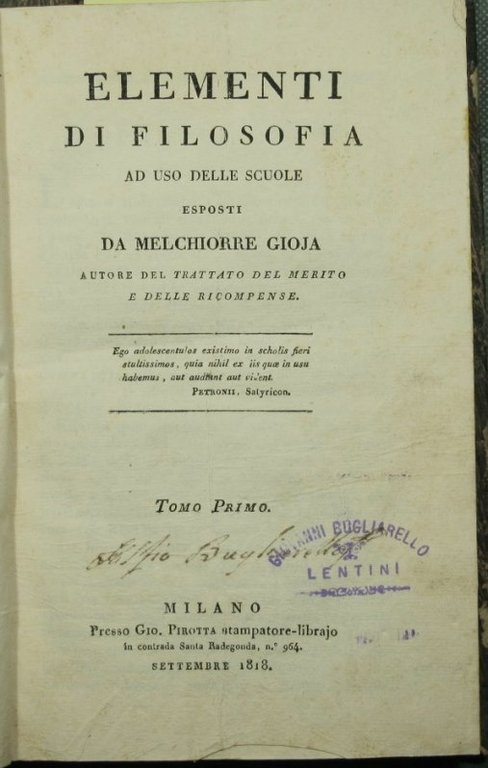 ELEMENTI
DI FILOSOFIA
AD USO DELLE SCUOLE
ESPOSTI
DA MELCHIORRE GIOJA
AUTORE DEL TRATTATO DEL MERITO
E DELLE RICOMPENSE.
Ego adolescentulos existimo in scholis fieri
stultissimos, quia nihil ex iis quæ in usu
habemus, aut audiunt aut vident.
PETRONII, Satyricon.
TOMO PRIMO.
GIOVANNI BUGLIARELLO
LENTINI
MILANO
Presso GIO. PIROTTA stampatore-librajo
in contrada Santa Radegonda, n.º 964.
SETTEMBRE 1818.